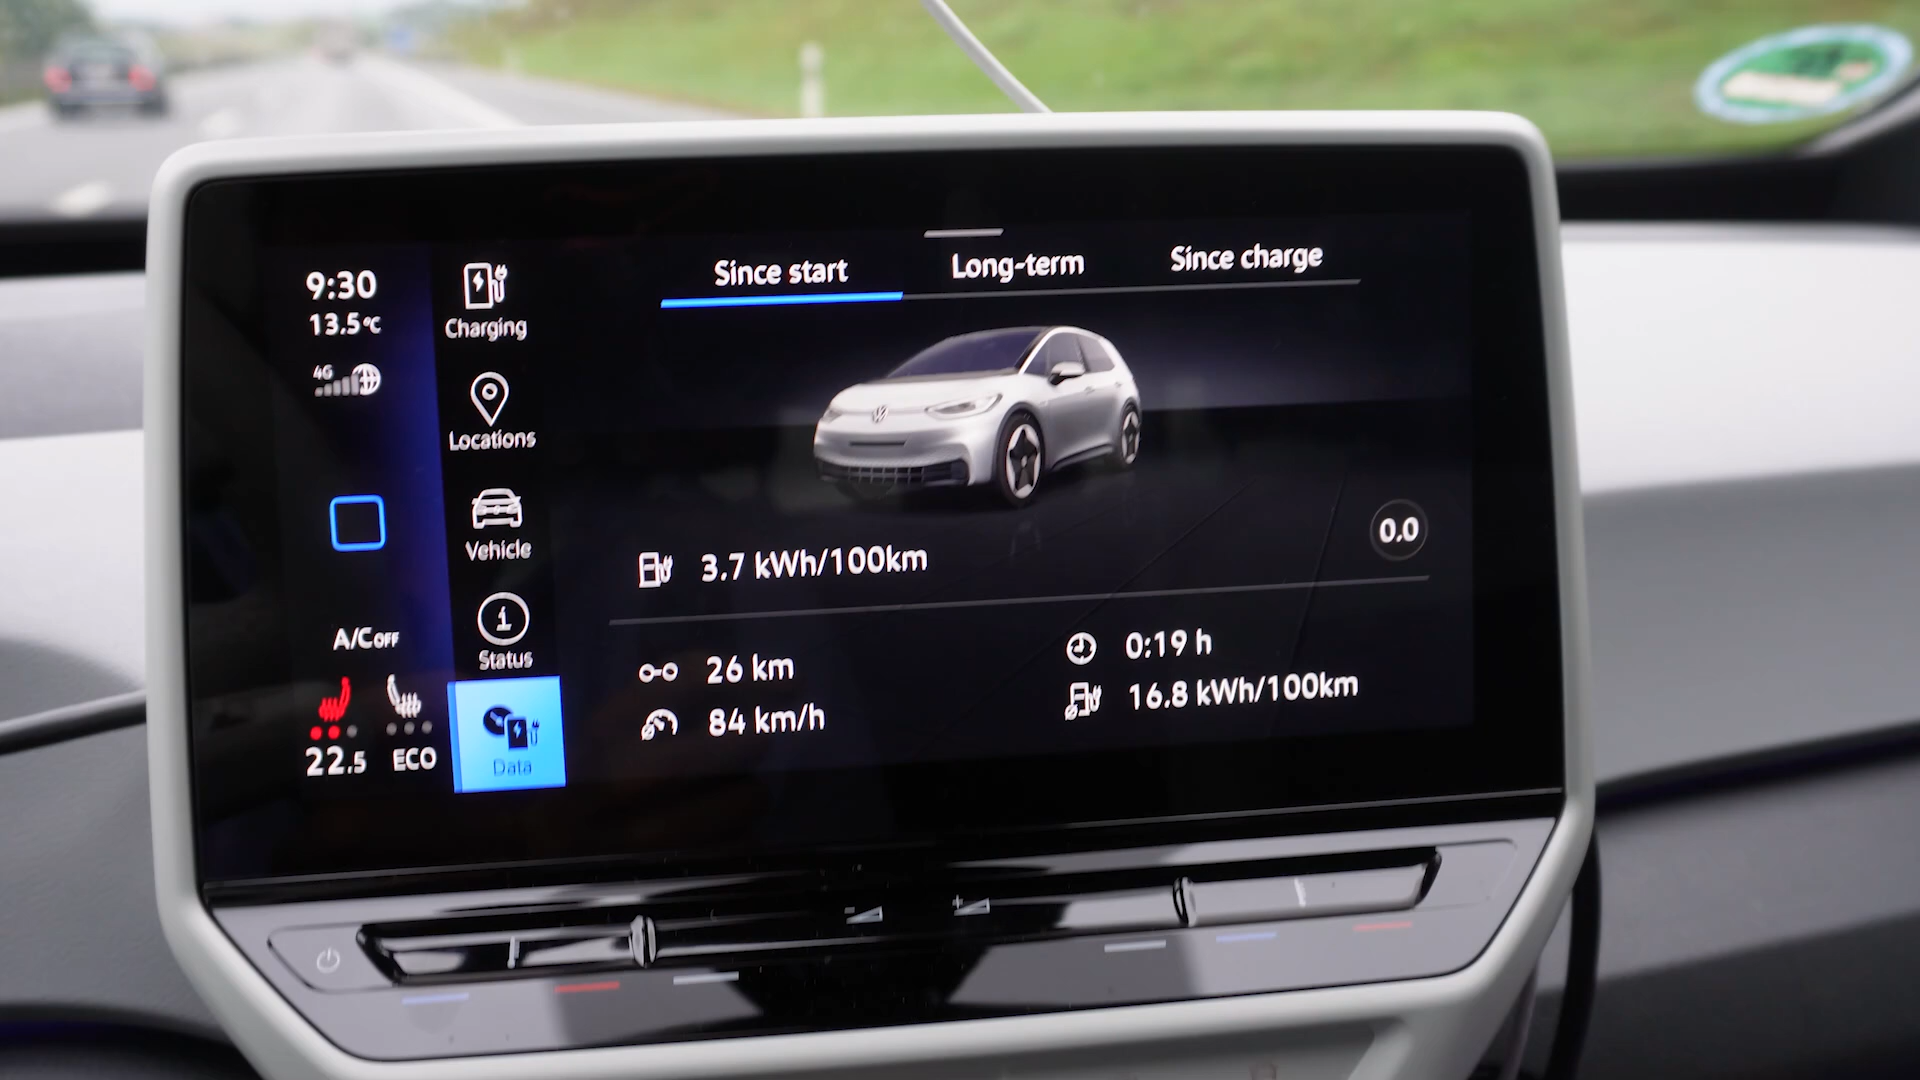 9:30
13.5°C
4G
A/C OFF
22.5
ECO
Charging
Locations
Vehicle
Status
Data
Since start
Long-term
Since charge
0.0
3.7 kWh/100km
26 km
84 km/h
0:19 h
16.8 kWh/100km